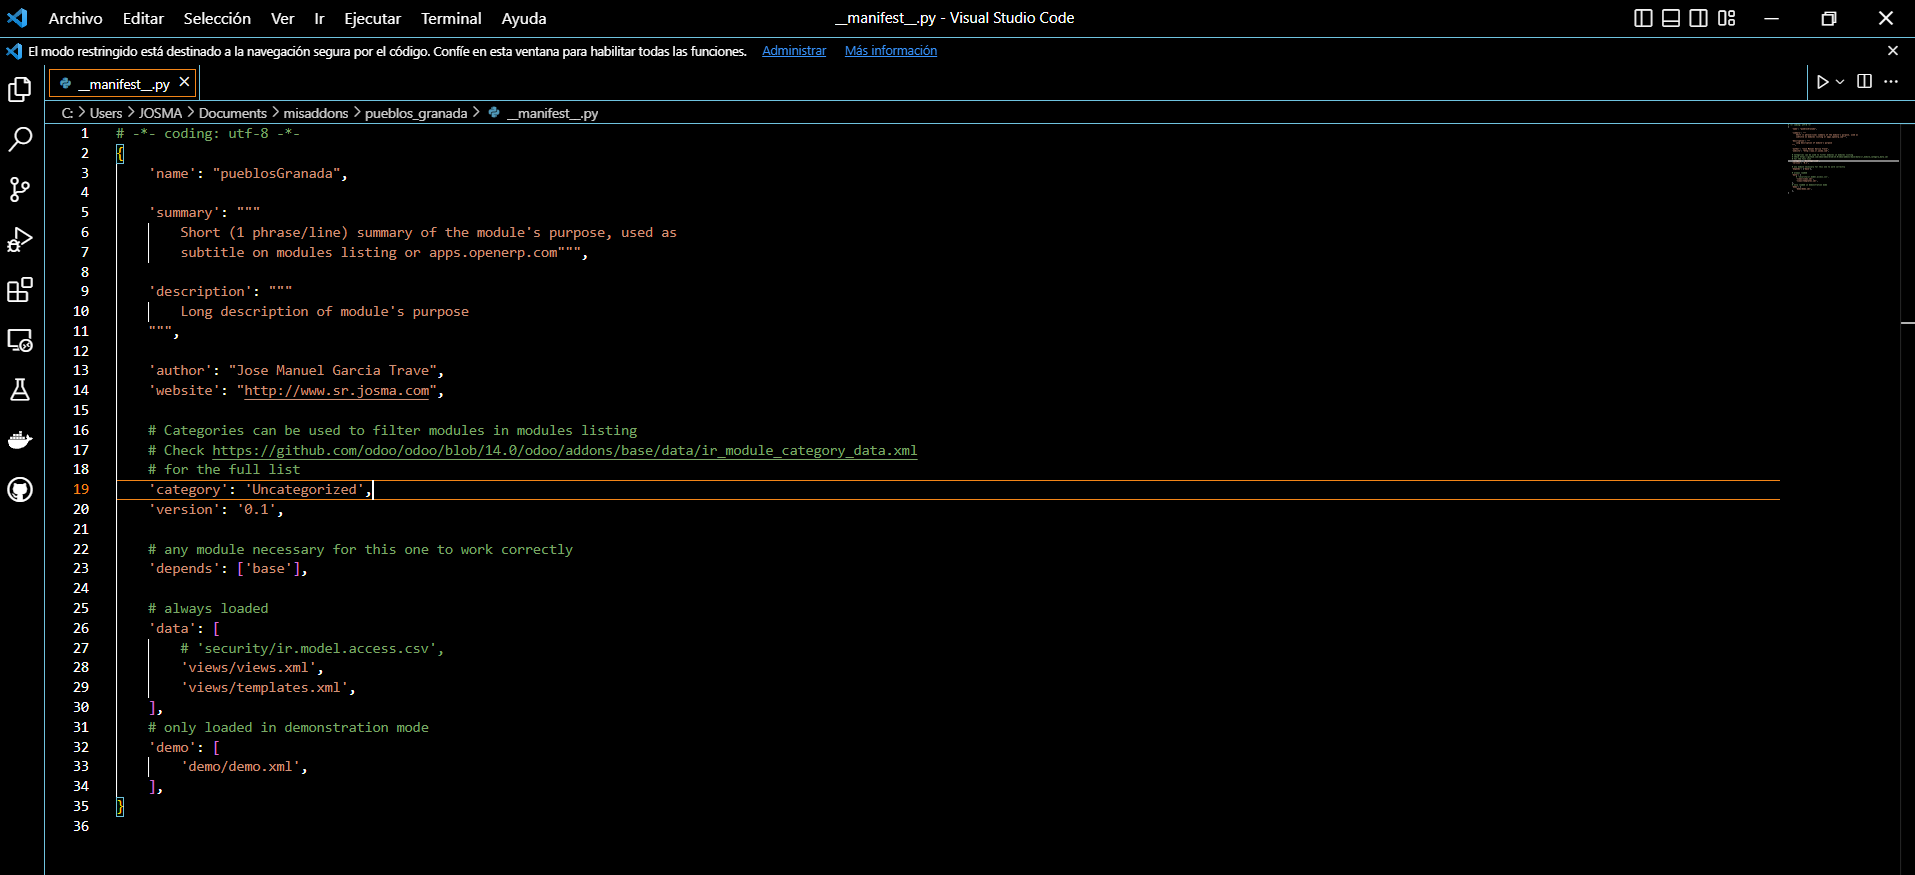 Archivo Editar Selección Ver Ir Ejecutar Terminal Ayuda __manifest__.py - Visual Studio Code
El modo restringido está destinado a la navegación segura por el código. Confíe en esta ventana para habilitar todas las funciones. Administrar Más información
__manifest__.py
C: > Users > JOSMA > Documents > misaddons > pueblos_granada > __manifest__.py
1 # -*- coding: utf-8 -*-
2 {
3     'name': "pueblosGranada",
4
5     'summary': """
6         Short (1 phrase/line) summary of the module's purpose, used as
7         subtitle on modules listing or apps.openerp.com""",
8
9     'description': """
10         Long description of module's purpose
11     """,
12
13     'author': "Jose Manuel Garcia Trave",
14     'website': "http://www.sr.josma.com",
15
16     # Categories can be used to filter modules in modules listing
17     # Check https://github.com/odoo/odoo/blob/14.0/odoo/addons/base/data/ir_module_category_data.xml
18     # for the full list
19     'category': 'Uncategorized',
20     'version': '0.1',
21
22     # any module necessary for this one to work correctly
23     'depends': ['base'],
24
25     # always loaded
26     'data': [
27         # 'security/ir.model.access.csv',
28         'views/views.xml',
29         'views/templates.xml',
30     ],
31     # only loaded in demonstration mode
32     'demo': [
33         'demo/demo.xml',
34     ],
35 }
36